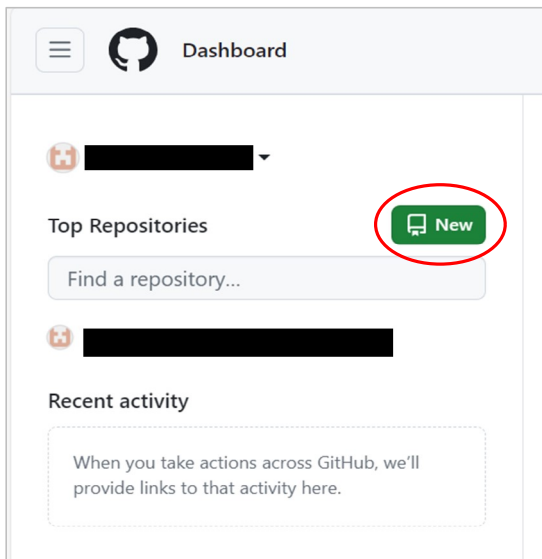 Dashboard
Top Repositories
New
Find a repository...
Recent activity
When you take actions across GitHub, we'll
provide links to that activity here.